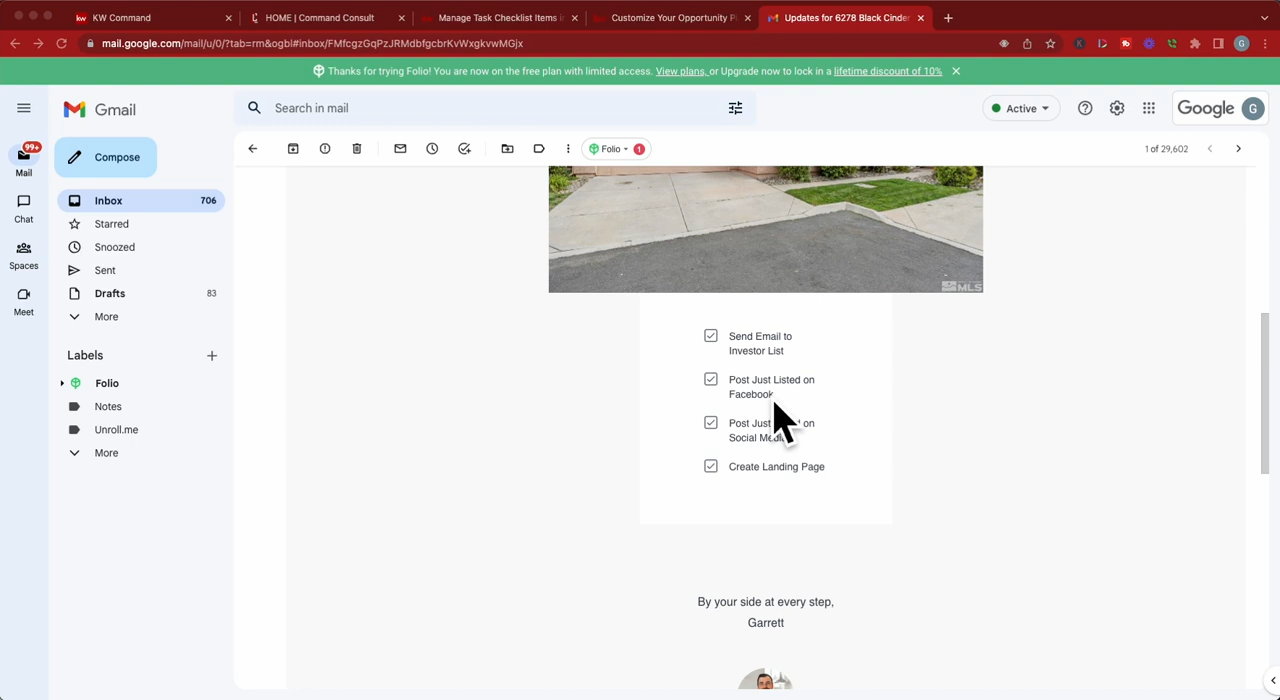 KW Command
HOME | Command Consult
Manage Task Checklist Items i
Customize Your Opportunity Pi
Updates for 6278 Black Cinder
mail.google.com/mail/u/0/?tab=rm&ogbl#inbox/FMfcgzGqPzJRMdbfgcbrKvWxgkvwMGjx
G
Thanks for trying Folio! You are now on the free plan with limited access. View plans, or Upgrade now to lock in a lifetime discount of 10%
Gmail
Search in mail
Active
Google
G
99+
Mail
Chat
Spaces
Meet
Compose
Inbox 706
Starred
Snoozed
Sent
Drafts 83
More
Labels
Folio
Notes
Unroll.me
More
Folio 1
1 of 29,602
MLS
Send Email to
Investor List
Post Just Listed on
Facebook
Post Just on
Social Medi
Create Landing Page
By your side at every step,
Garrett